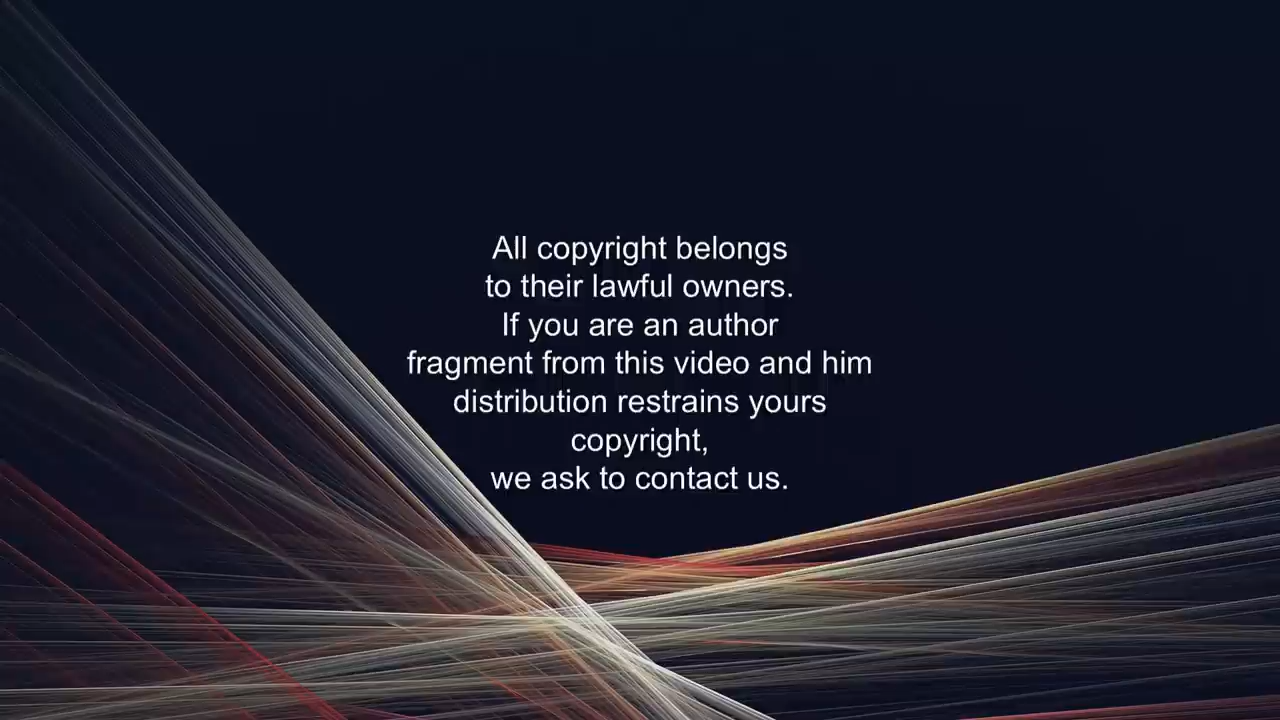 All copyright belongs
to their lawful owners.
If you are an author
fragment from this video and him
distribution restrains yours
copyright,
we ask to contact us.